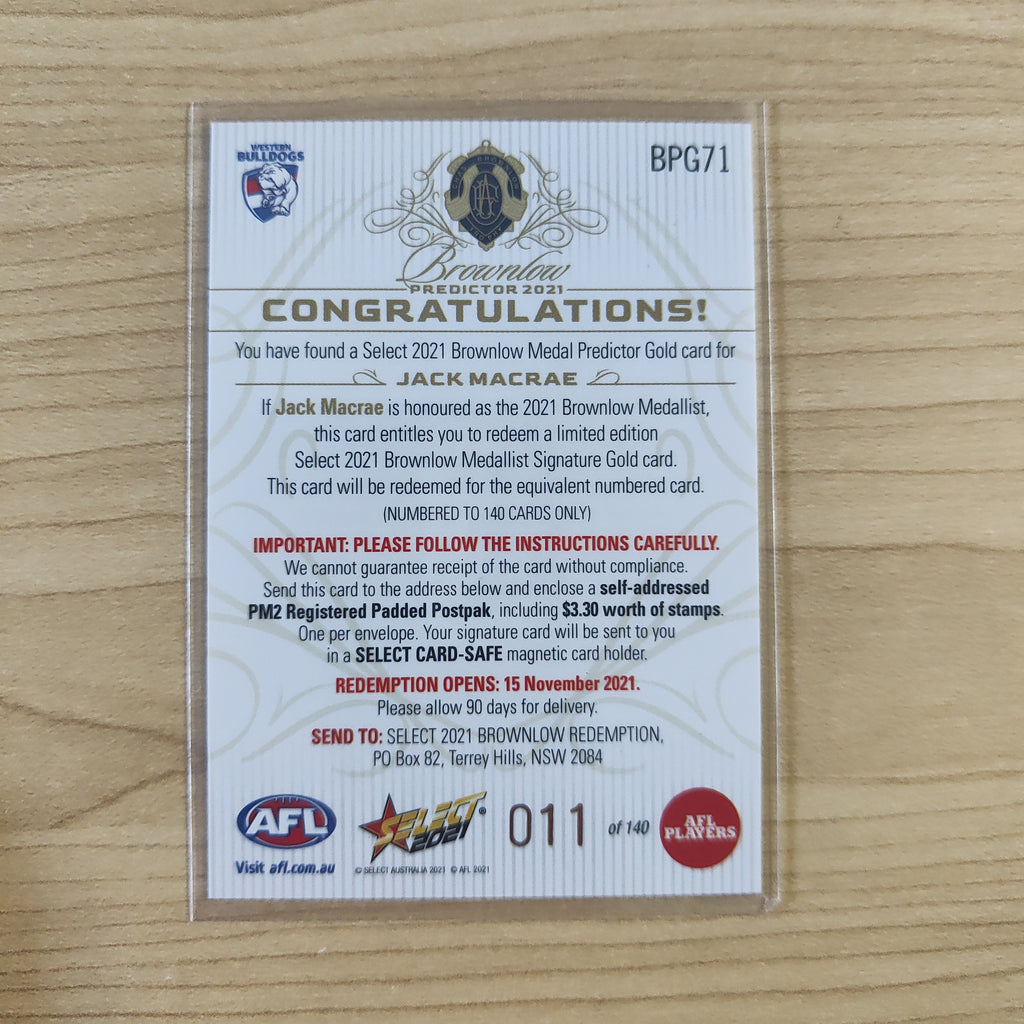 WESTERN
BULLDOGS
BPG71
Brownlow
PREDICTOR 2021
CONGRATULATIONS!
You have found a Select 2021 Brownlow Medal Predictor Gold card for
JACK MACRAE
If Jack Macrae is honoured as the 2021 Brownlow Medallist,
this card entitles you to redeem a limited edition
Select 2021 Brownlow Medallist Signature Gold card.
This card will be redeemed for the equivalent numbered card.
(NUMBERED TO 140 CARDS ONLY)
IMPORTANT: PLEASE FOLLOW THE INSTRUCTIONS CAREFULLY.
We cannot guarantee receipt of the card without compliance.
Send this card to the address below and enclose a self-addressed
PM2 Registered Padded Postpak, including $3.30 worth of stamps.
One per envelope. Your signature card will be sent to you
in a SELECT CARD-SAFE magnetic card holder.
REDEMPTION OPENS: 15 November 2021.
Please allow 90 days for delivery.
SEND TO: SELECT 2021 BROWNLOW REDEMPTION,
PO Box 82, Terrey Hills, NSW 2084
AFL
Visit afl.com.au
SELECT®
2021
© SELECT AUSTRALIA 2021 © AFL 2021
011 of 140
AFL
PLAYERS